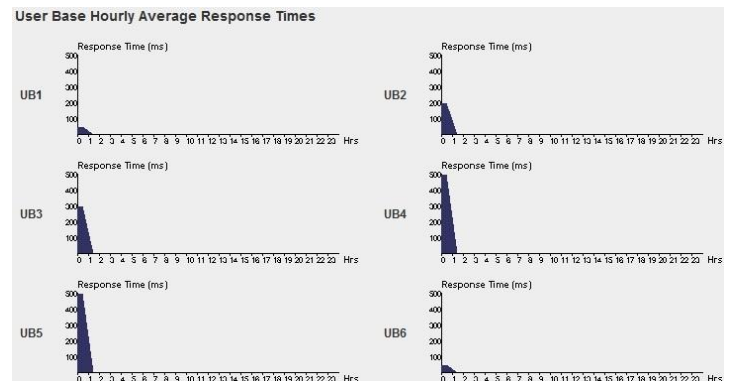 User Base Hourly Average Response Times
Response Time (ms)
500
400
300
200
100
UB1
0 1 2 3 4 5 6 7 8 9 10 11 12 13 14 15 16 17 18 19 20 21 22 23 Hrs
Response Time (ms)
500
400
300
200
100
UB2
0 1 2 3 4 5 6 7 8 9 10 11 12 13 14 15 16 17 18 19 20 21 22 23 Hrs
Response Time (ms)
500
400
300
200
100
UB3
0 1 2 3 4 5 6 7 8 9 10 11 12 13 14 15 16 17 18 19 20 21 22 23 Hrs
Response Time (ms)
500
400
300
200
100
UB4
0 1 2 3 4 5 6 7 8 9 10 11 12 13 14 15 16 17 18 19 20 21 22 23 Hrs
Response Time (ms)
500
400
300
200
100
UB5
0 1 2 3 4 5 6 7 8 9 10 11 12 13 14 15 16 17 18 19 20 21 22 23 Hrs
Response Time (ms)
500
400
300
200
100
UB6
0 1 2 3 4 5 6 7 8 9 10 11 12 13 14 15 16 17 18 19 20 21 22 23 Hrs